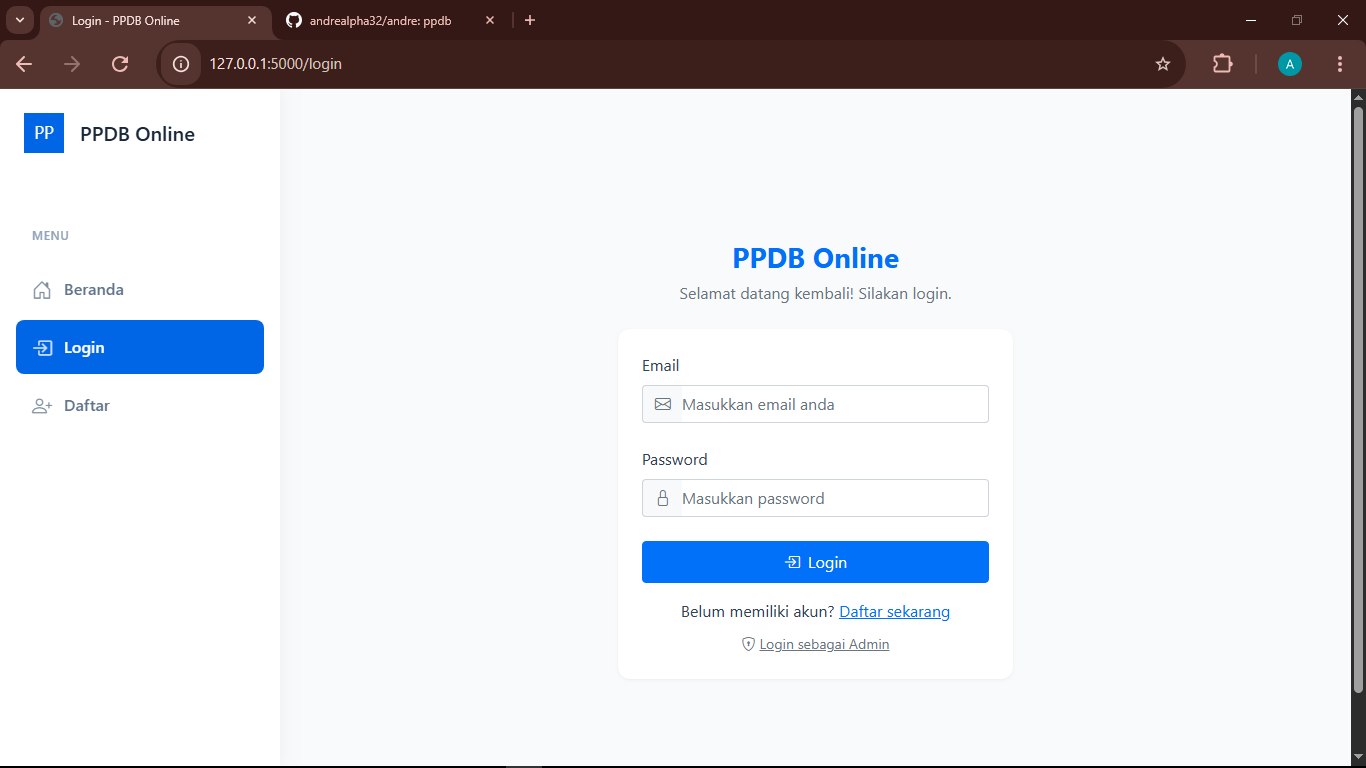 Login - PPDB Online
andrealpha32/andre: ppdb
127.0.0.1:5000/login
A
PP
PPDB Online
MENU
Beranda
Login
Daftar
PPDB Online
Selamat datang kembali! Silakan login.
Email
Masukkan email anda
Password
Masukkan password
Login
Belum memiliki akun? Daftar sekarang
Login sebagai Admin